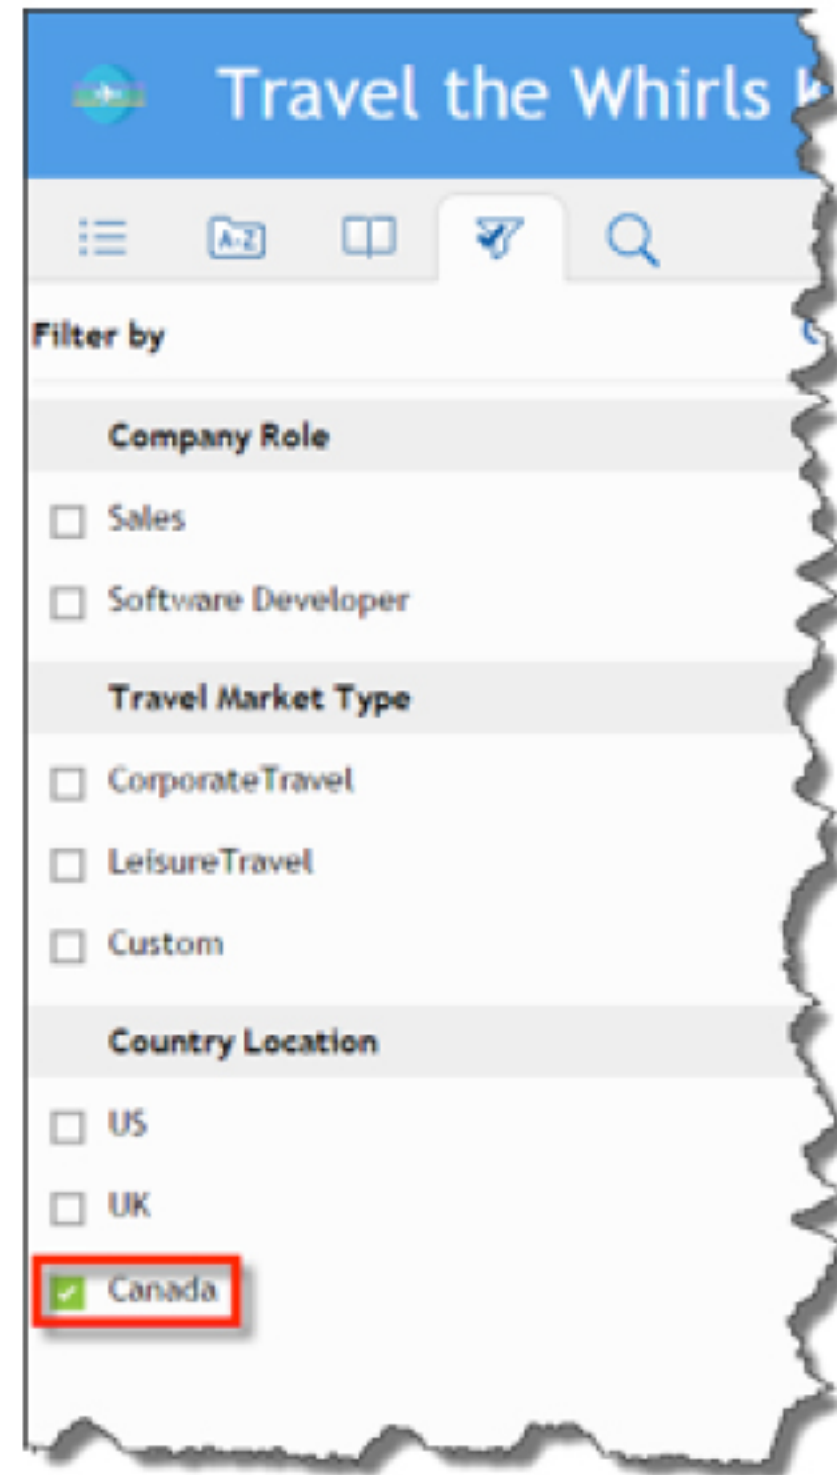 Travel the Whirls
A-Z
Filter by
Company Role
Sales
Software Developer
Travel Market Type
CorporateTravel
LeisureTravel
Custom
Country Location
US
UK
Canada